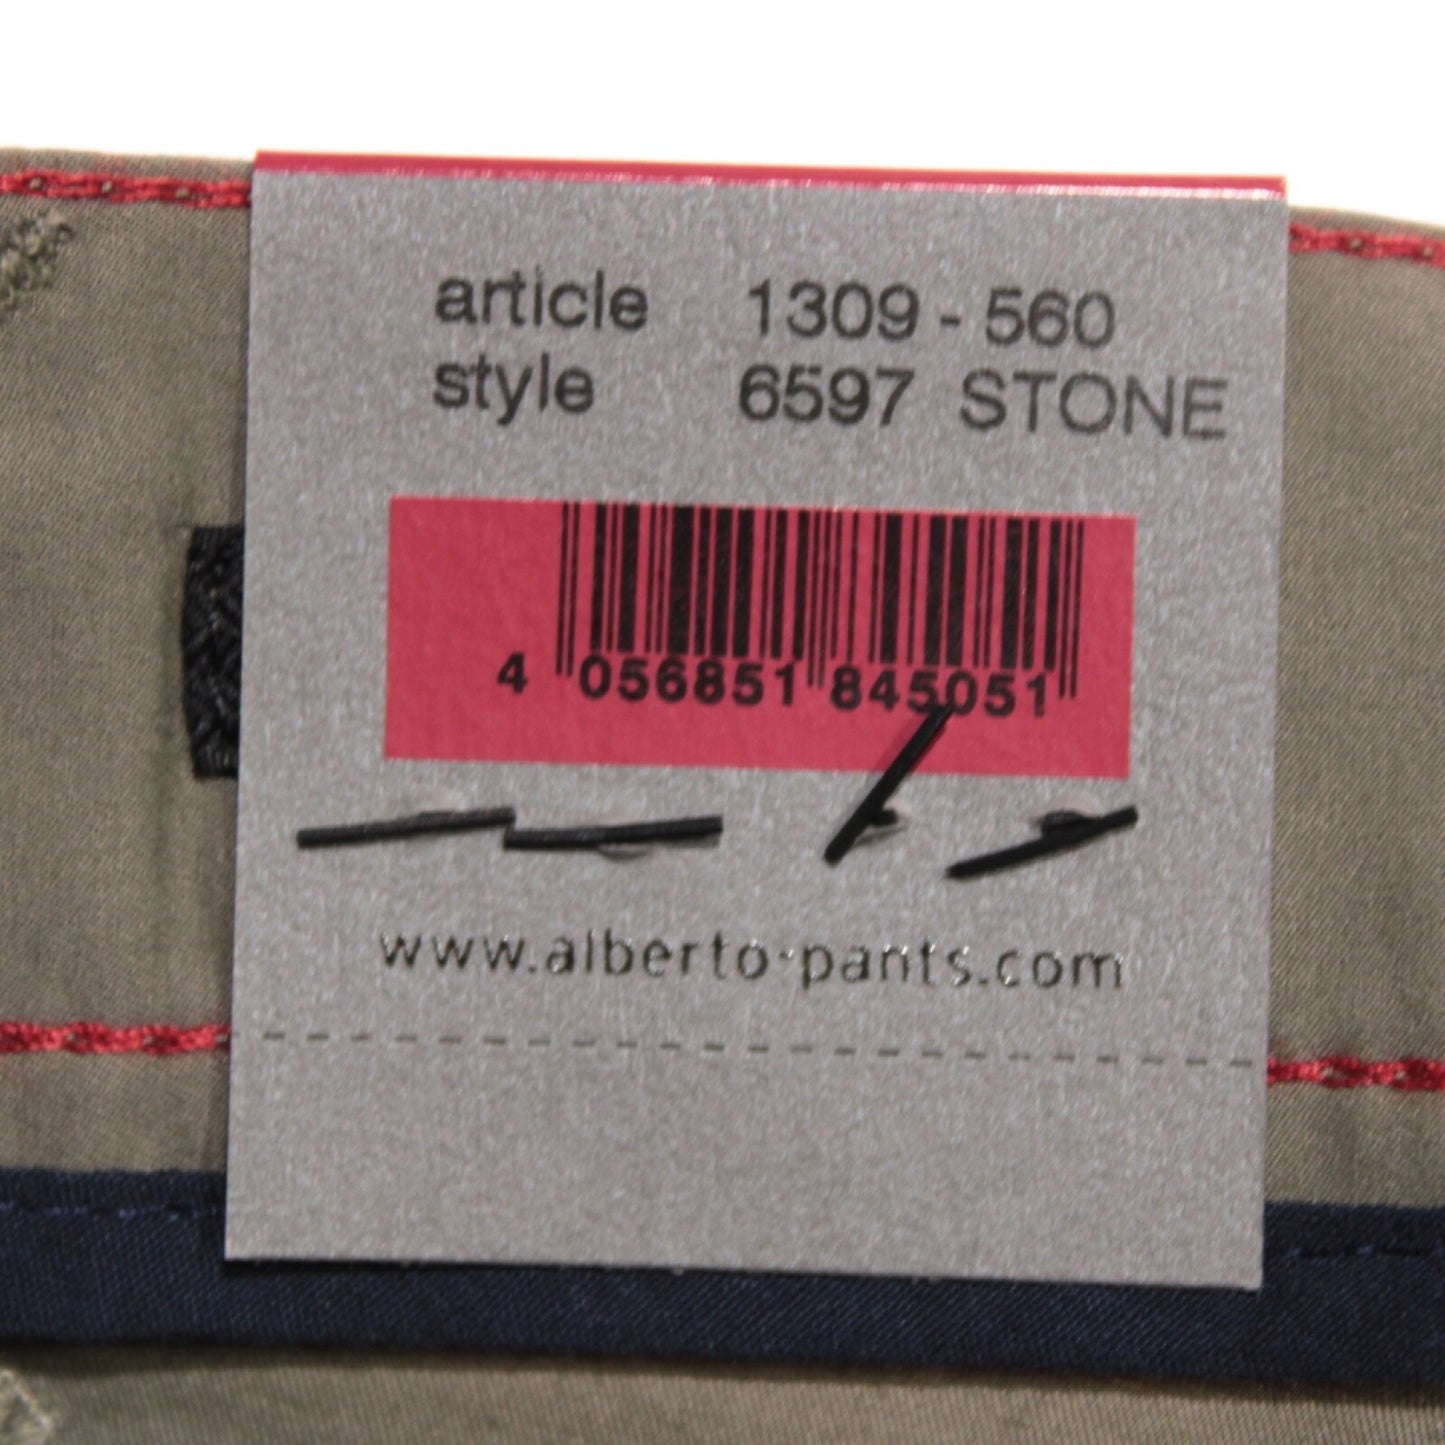 article 1309 - 560
style 6597 STONE
4 056851 845051
www.alberto-pants.com